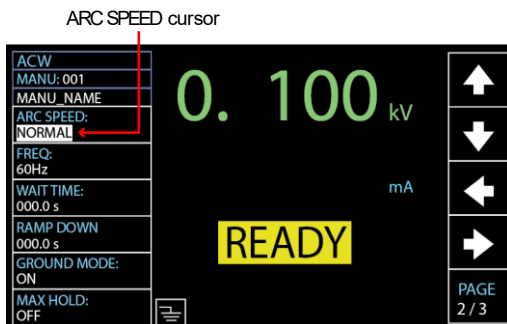 ARC SPEED cursor
ACW
MANU: 001
MANU_NAME
ARC SPEED:
NORMAL
FREQ:
60Hz
WAIT TIME:
000.0 s
RAMP DOWN
000.0 s
GROUND MODE:
ON
MAX HOLD:
OFF
0. 100 kV
mA
READY
PAGE
2 / 3